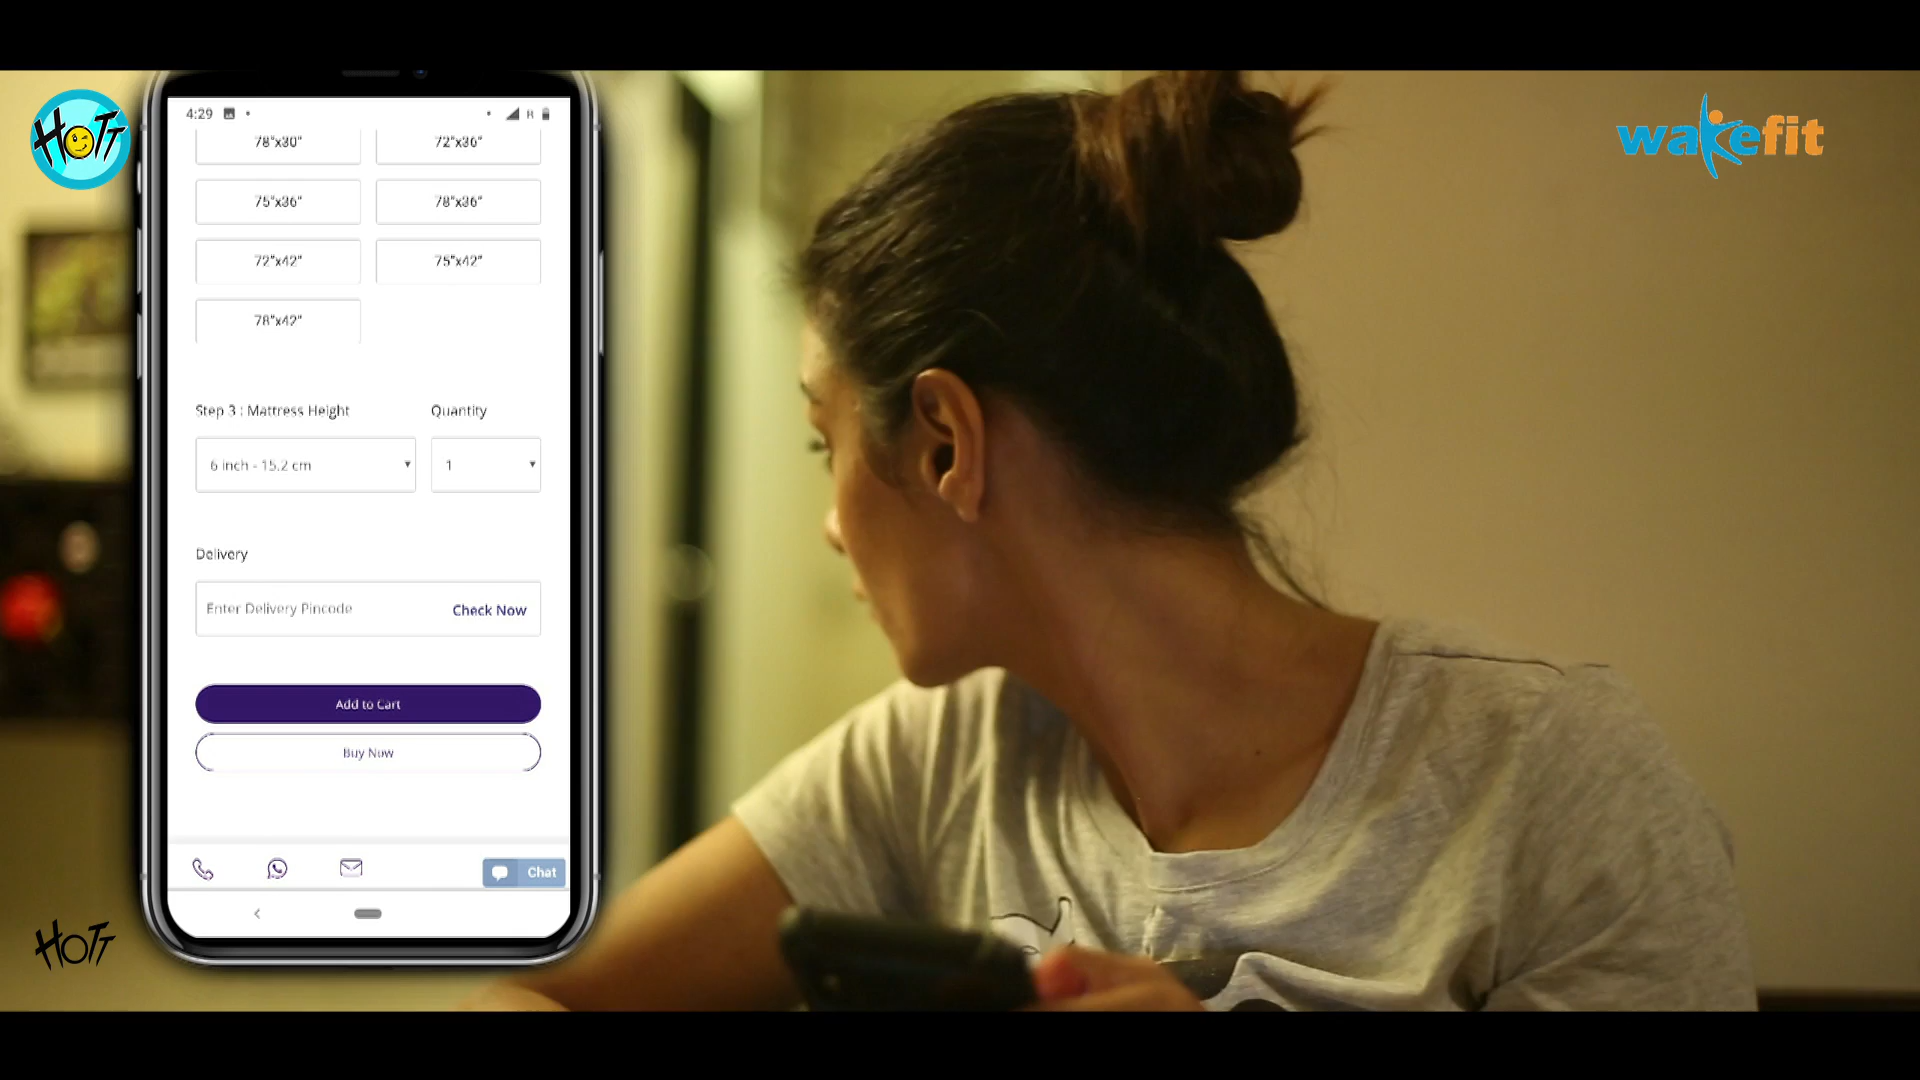 HOTT
wakefit
4:29
R
78"x30" 72"x36"
75"x36" 78"x36"
72"x42" 75"x42"
78"x42"
Step 3 : Mattress Height Quantity
6 inch - 15.2 cm 1
Delivery
Enter Delivery Pincode Check Now
Add to Cart
Buy Now
Chat
HOTT